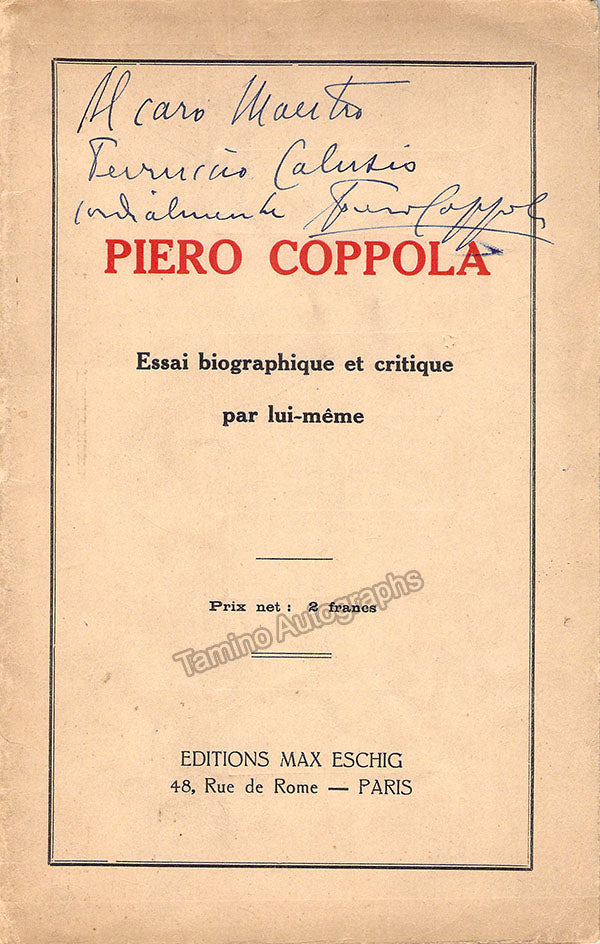 Al caro Maestro
Ferruccio Calusio
cordialmente Piero Coppola
PIERO COPPOLA
Essai biographique et critique
par lui-même
Prix net : 2 francs
Tamino Autographs
EDITIONS MAX ESCHIG
48, Rue de Rome — PARIS